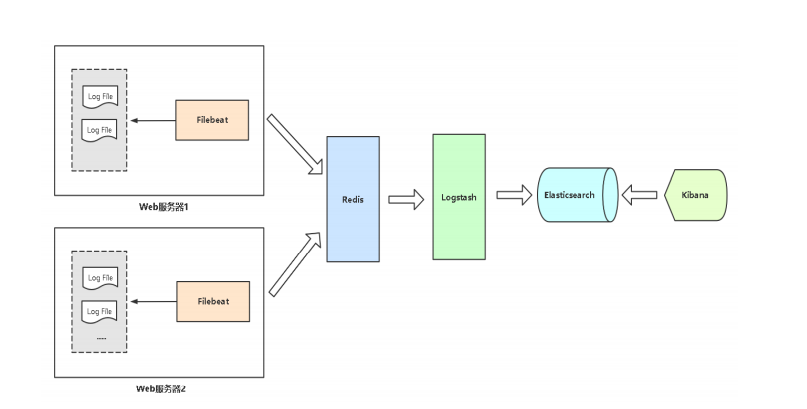 Log File
Log File
Filebeat
Web服务器1
Log File
Log File
.....
Filebeat
Web服务器2
Redis
Logstash
Elasticsearch
Kibana